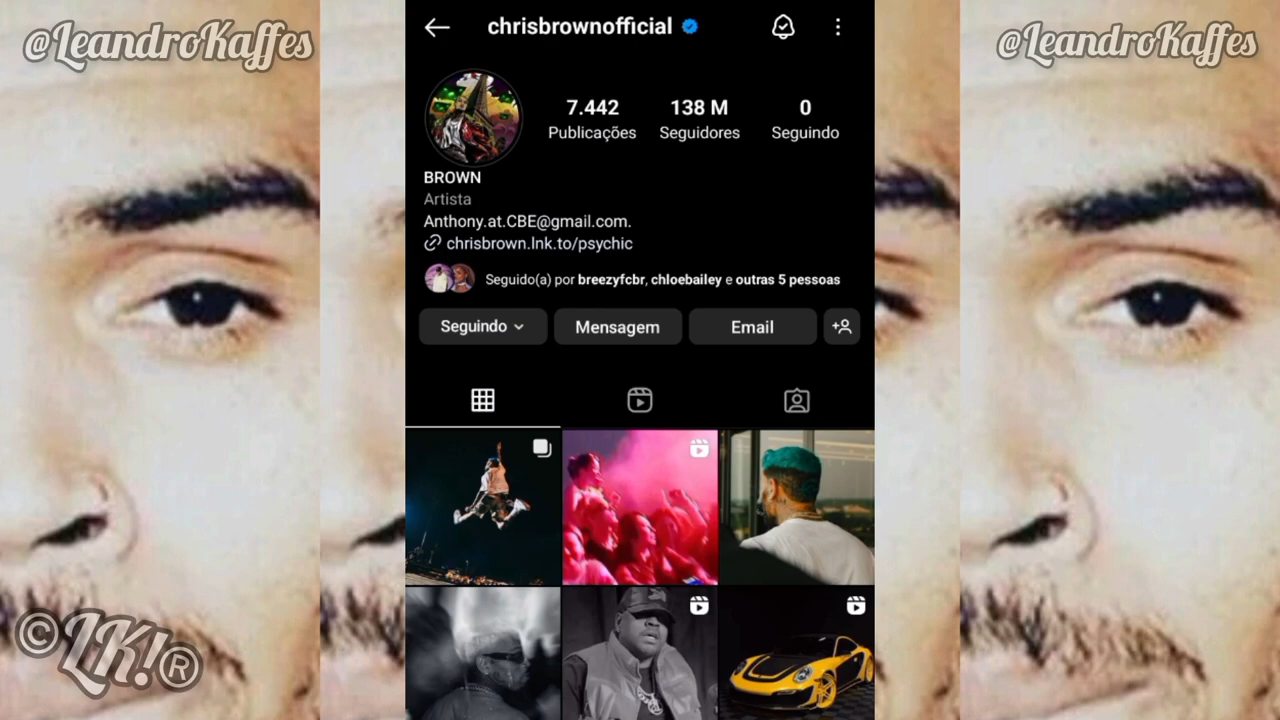 @LeandroKaffes
@LeandroKaffes
chrisbrownofficial
7.442
138 M
0
Publicações
Seguidores
Seguindo
BROWN
Artista
Anthony.at.CBE@gmail.com.
chrisbrown.lnk.to/psychic
Seguido(a) por breezyfcbr, chloebailey e outras 5 pessoas
Seguindo
Mensagem
Email
©LK!®